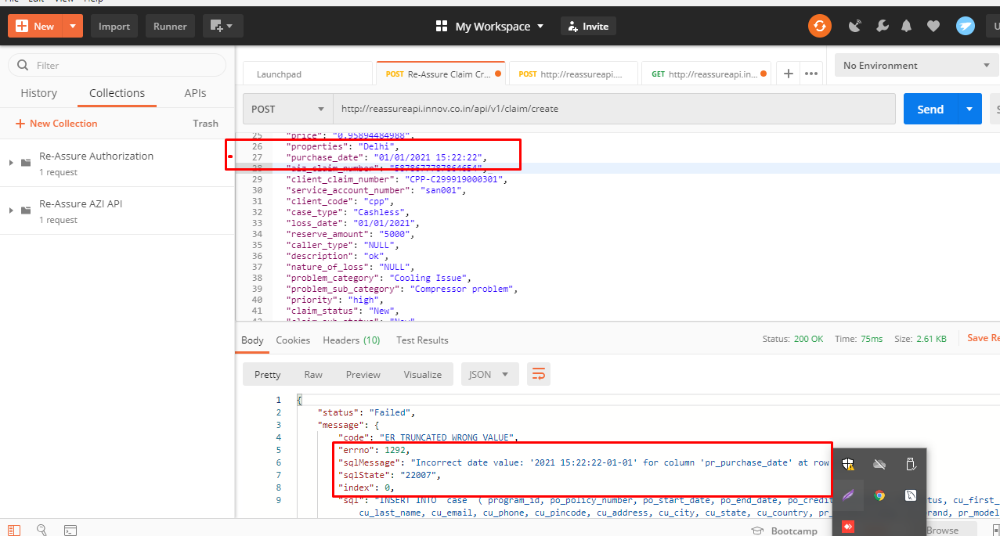 File Edit View Help
New
Import
Runner
My Workspace
Invite
U
Filter
History
Collections
APIs
New Collection
Trash
Re-Assure Authorization
1 request
Re-Assure AZI API
1 request
Launchpad
POST Re-Assure Claim Cr...
POST http://reassureapi....
GET http://reassureapi.in...
No Environment
POST
http://reassureapi.innov.co.in/api/v1/claim/create
Send
S
25 "price": "0.95894484988",
26 "properties": "Delhi",
27 "purchase_date": "01/01/2021 15:22:22",
28 "aiz_claim_number": "5878677787864654",
29 "client_claim_number": "CPP-C299919000301",
30 "service_account_number": "san001",
31 "client_code": "cpp",
32 "case_type": "Cashless",
33 "loss_date": "01/01/2021",
34 "reserve_amount": "5000",
35 "caller_type": "NULL",
36 "description": "ok",
37 "nature_of_loss": "NULL",
38 "problem_category": "Cooling Issue",
39 "problem_sub_category": "Compressor problem",
40 "priority": "high",
41 "claim_status": "New",
42 "claim_sub_status": "New",
Body
Cookies
Headers (10)
Test Results
Status: 200 OK
Time: 75ms
Size: 2.61 KB
Save Re
Pretty
Raw
Preview
Visualize
JSON
1 {
2 "status": "Failed",
3 "message": {
4 "code": "ER_TRUNCATED_WRONG_VALUE",
5 "errno": 1292,
6 "sqlMessage": "Incorrect date value: '2021 15:22:22-01-01' for column 'pr_purchase_date' at row
7 "sqlState": "22007",
8 "index": 0,
9 "sql": "INSERT INTO `case` ( program_id, po_policy_number, po_start_date, po_end_date, po_credit tus, cu_first_
cu_last_name, cu_email, cu_phone, cu_pincode, cu_address, cu_city, cu_state, cu_country, pr_ rand, pr_model
Bootcamp
Browse